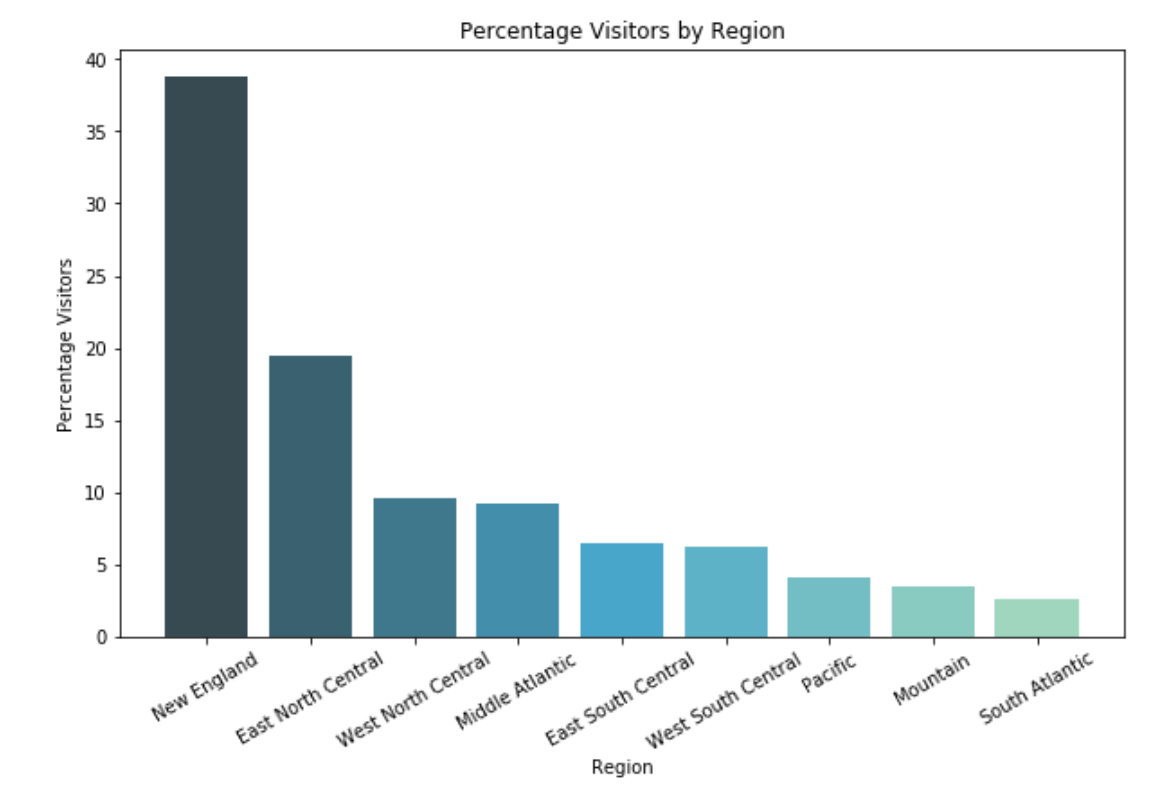 Percentage Visitors by Region
40
35
30
25
20
15
10
5
0
Percentage Visitors
New England
East North Central
West North Central
Middle Atlantic
East South Central
West South Central
Pacific
Mountain
South Atlantic
Region